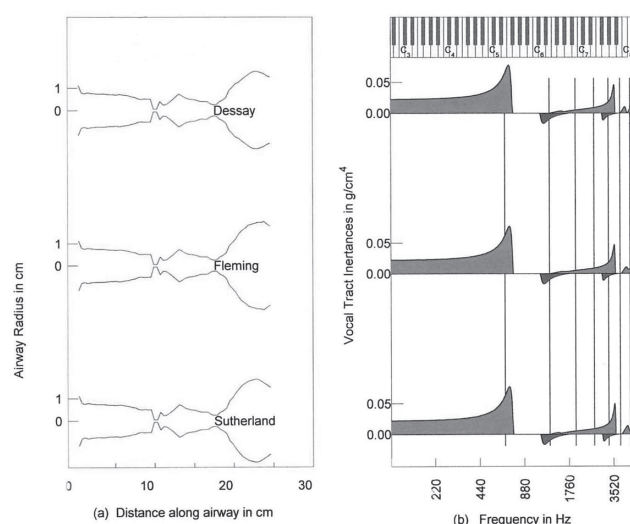 (a)
(b)
C3 C4 C5 C6 C7
1
0
Dessay
1
0
Fleming
1
0
Sutherland
Airway Radius in cm
0 10 20 30
(a) Distance along airway in cm
0.05
0.00
0.05
0.00
0.05
0.00
Vocal Tract Inertances in g/cm4
220 440 880 1760 3520
(b) Frequency in Hz